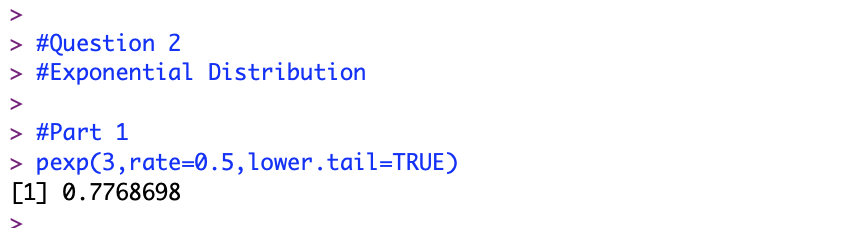 >
> #Question 2
> #Exponential Distribution
>
> #Part 1
> pexp(3,rate=0.5,lower.tail=TRUE)
[1] 0.7768698
>